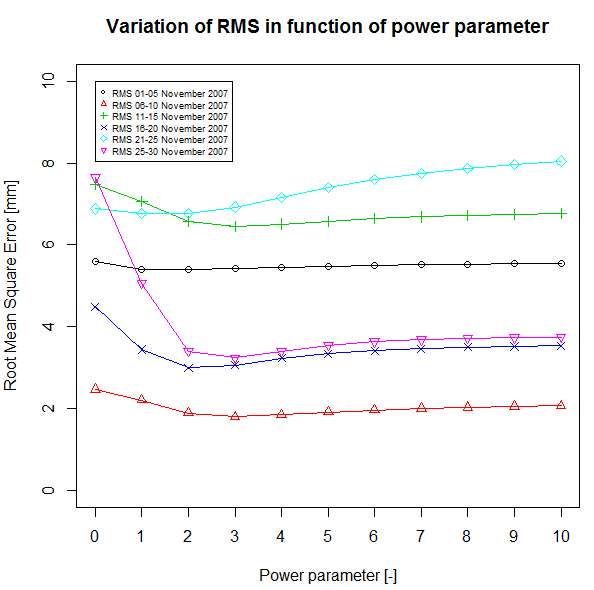 Variation of RMS in function of power parameter
Root Mean Square Error [mm]
10
8
6
4
2
0
RMS 01-05 November 2007
RMS 06-10 November 2007
RMS 11-15 November 2007
RMS 16-20 November 2007
RMS 21-25 November 2007
RMS 25-30 November 2007
0 1 2 3 4 5 6 7 8 9 10
Power parameter [-]